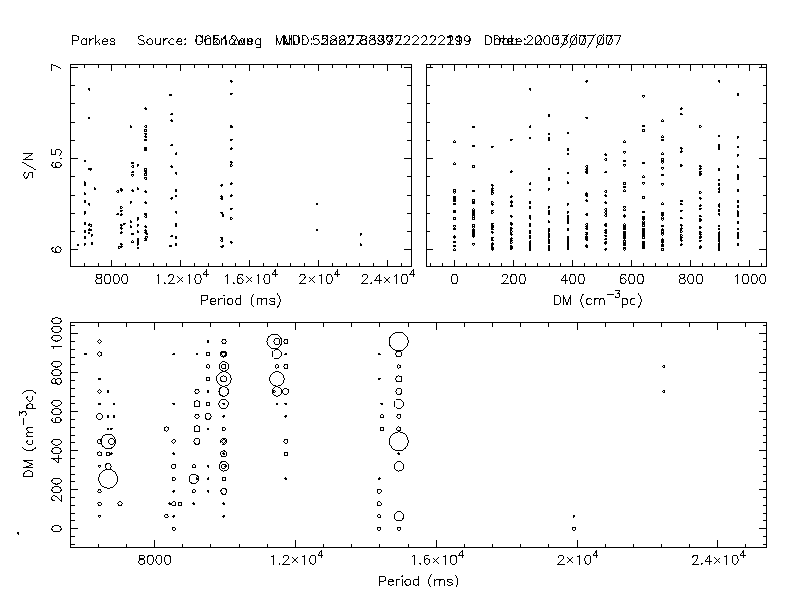 Parkes Source: Date:
7
6.5
6
S/N
8000 1.2×10⁴ 1.6×10⁴ 2×10⁴ 2.4×10⁴
Period (ms)
0 200 400 600 800 1000
DM (cm⁻³pc)
1000
800
600
400
200
0
DM (cm⁻³pc)
8000 1.2×10⁴ 1.6×10⁴ 2×10⁴ 2.4×10⁴
Period (ms)